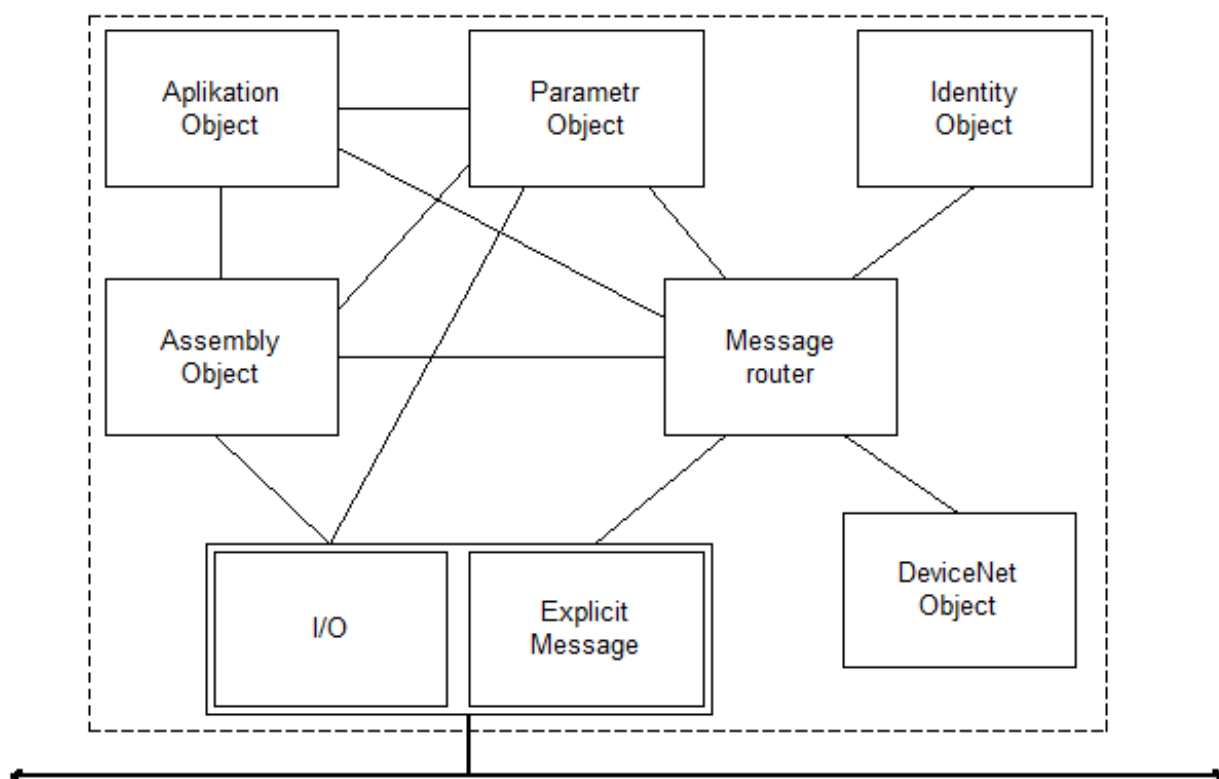 Aplikation
Object
Parametr
Object
Identity
Object
Assembly
Object
Message
router
DeviceNet
Object
I/O
Explicit
Message